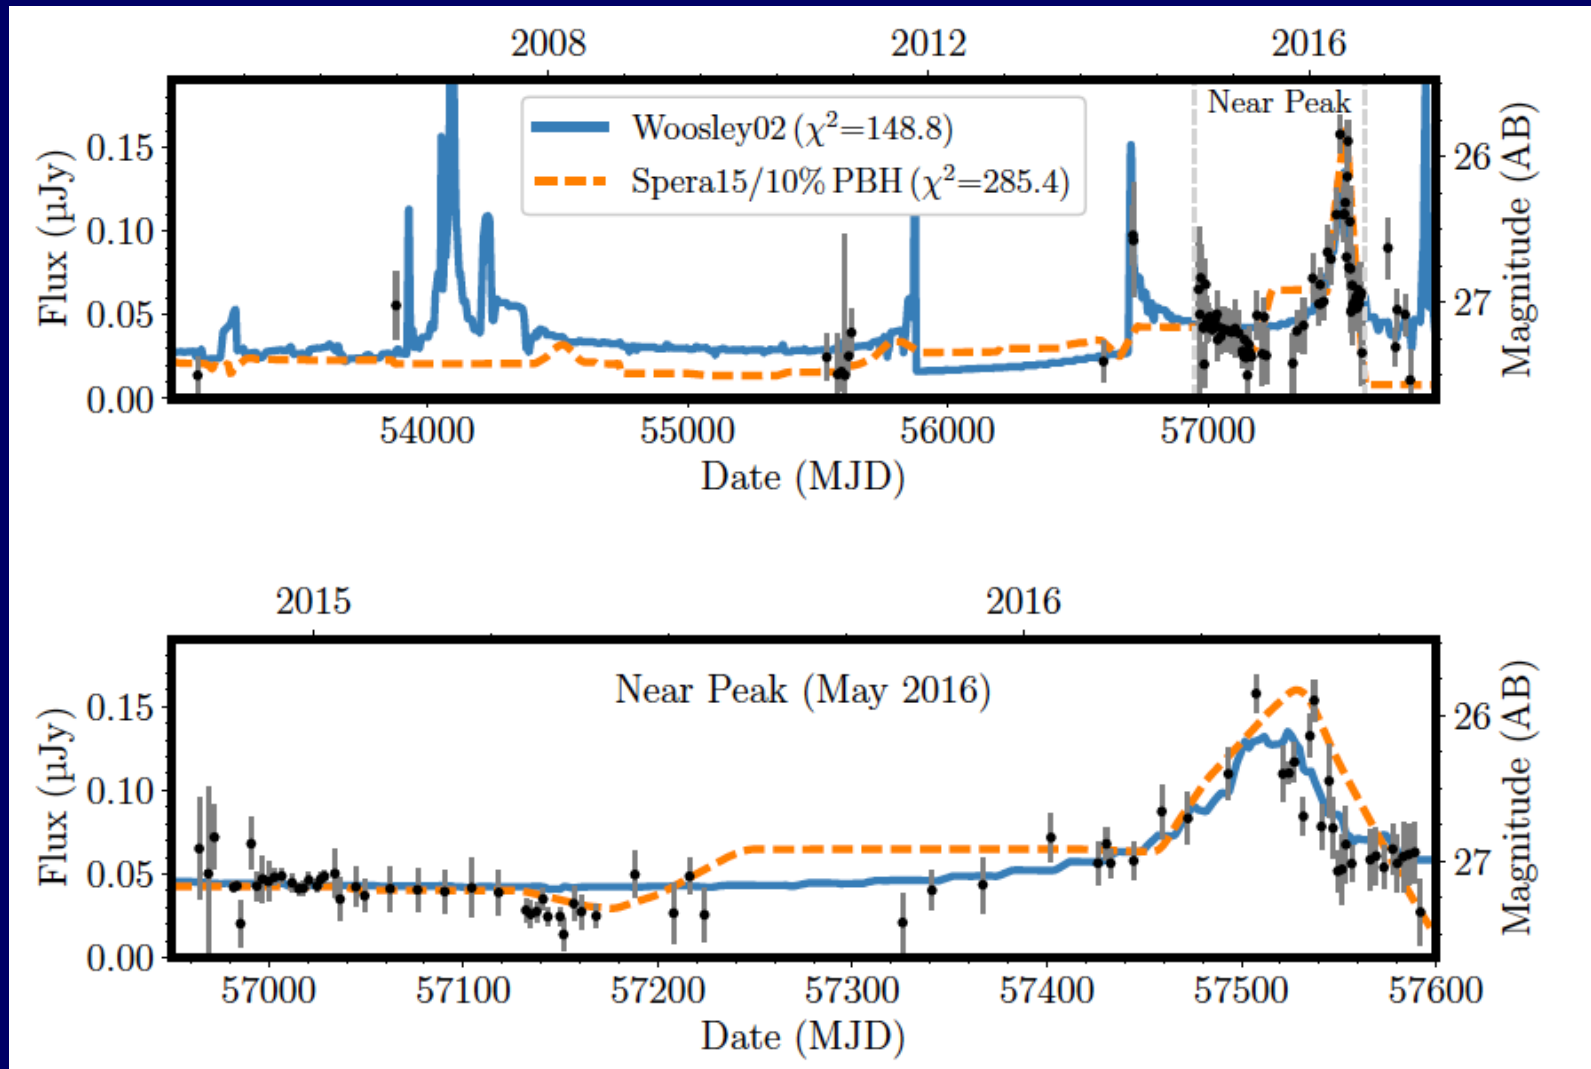 2008 2012 2016
Near Peak
Woosley02 (χ²=148.8)
Spera15/10% PBH (χ²=285.4)
Flux (μJy)
0.15
0.10
0.05
0.00
26
27
Magnitude (AB)
54000 55000 56000 57000
Date (MJD)
2015 2016
Near Peak (May 2016)
Flux (μJy)
0.15
0.10
0.05
0.00
26
27
Magnitude (AB)
57000 57100 57200 57300 57400 57500 57600
Date (MJD)